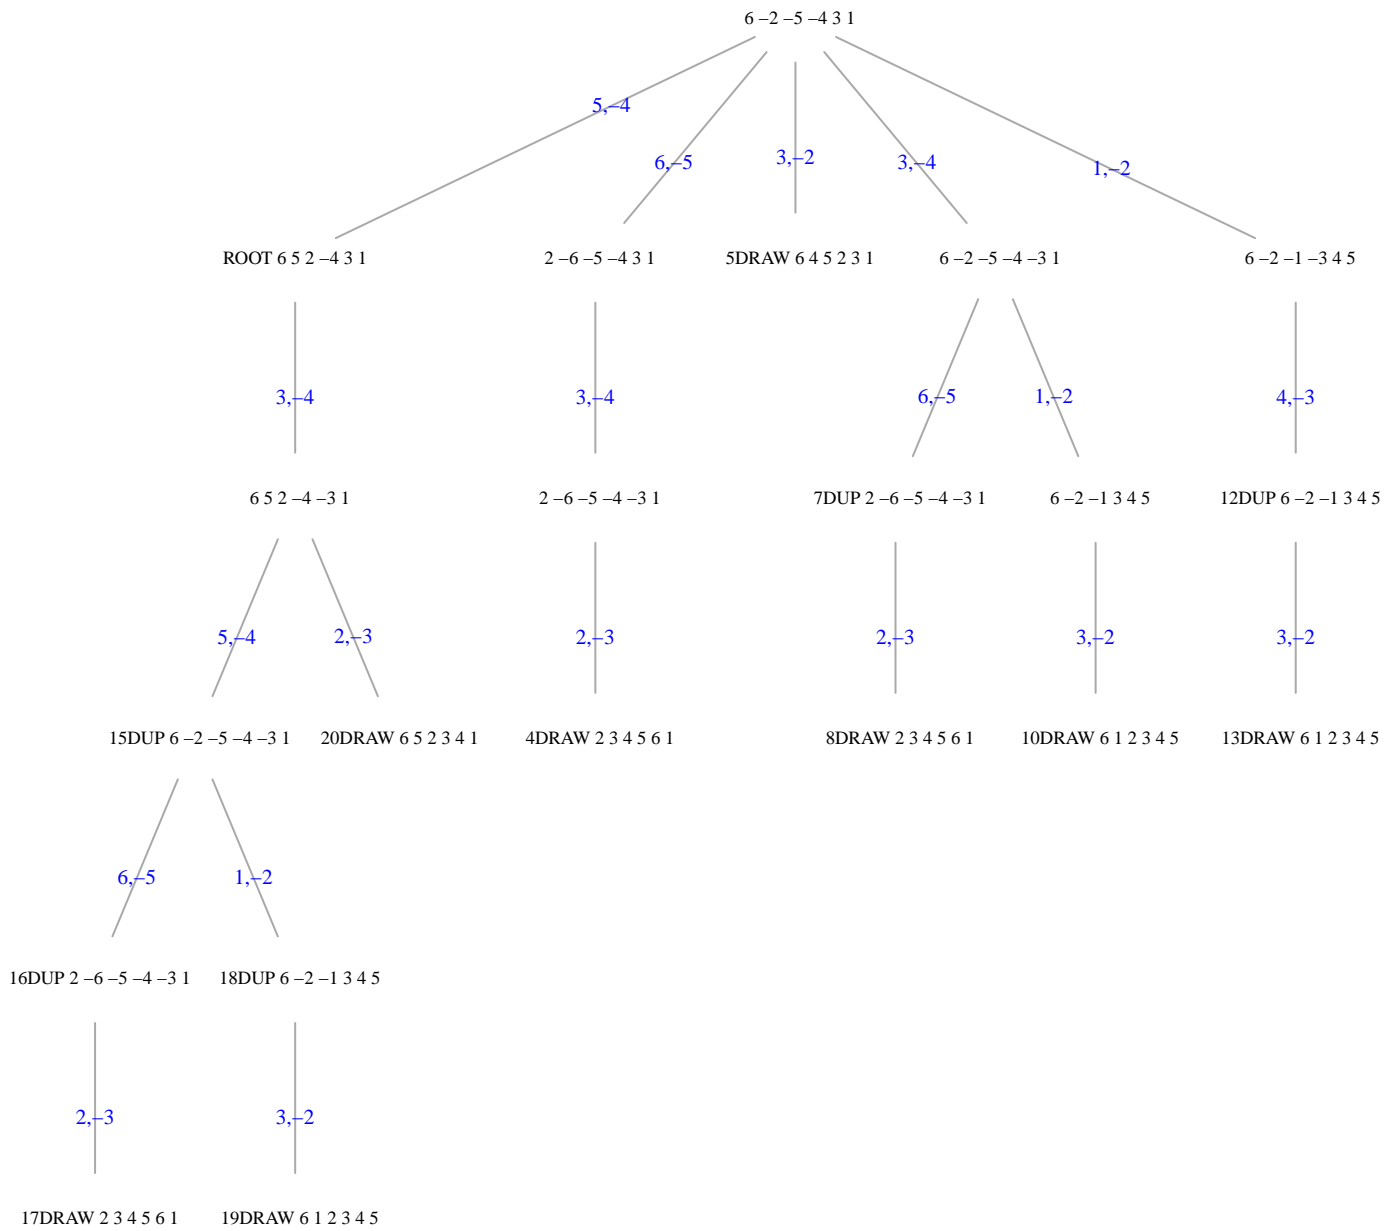 6 –2 –5 –4 3 1
5,–4
6,–5
3,–2
3,–4
1,–2
ROOT 6 5 2 –4 3 1
2 –6 –5 –4 3 1
5DRAW 6 4 5 2 3 1
6 –2 –5 –4 –3 1
6 –2 –1 –3 4 5
3,–4
3,–4
6,–5
1,–2
4,–3
6 5 2 –4 –3 1
2 –6 –5 –4 –3 1
7DUP 2 –6 –5 –4 –3 1
6 –2 –1 3 4 5
12DUP 6 –2 –1 3 4 5
5,–4
2,–3
2,–3
2,–3
3,–2
3,–2
15DUP 6 –2 –5 –4 –3 1
20DRAW 6 5 2 3 4 1
4DRAW 2 3 4 5 6 1
8DRAW 2 3 4 5 6 1
10DRAW 6 1 2 3 4 5
13DRAW 6 1 2 3 4 5
6,–5
1,–2
16DUP 2 –6 –5 –4 –3 1
18DUP 6 –2 –1 3 4 5
2,–3
3,–2
17DRAW 2 3 4 5 6 1
19DRAW 6 1 2 3 4 5